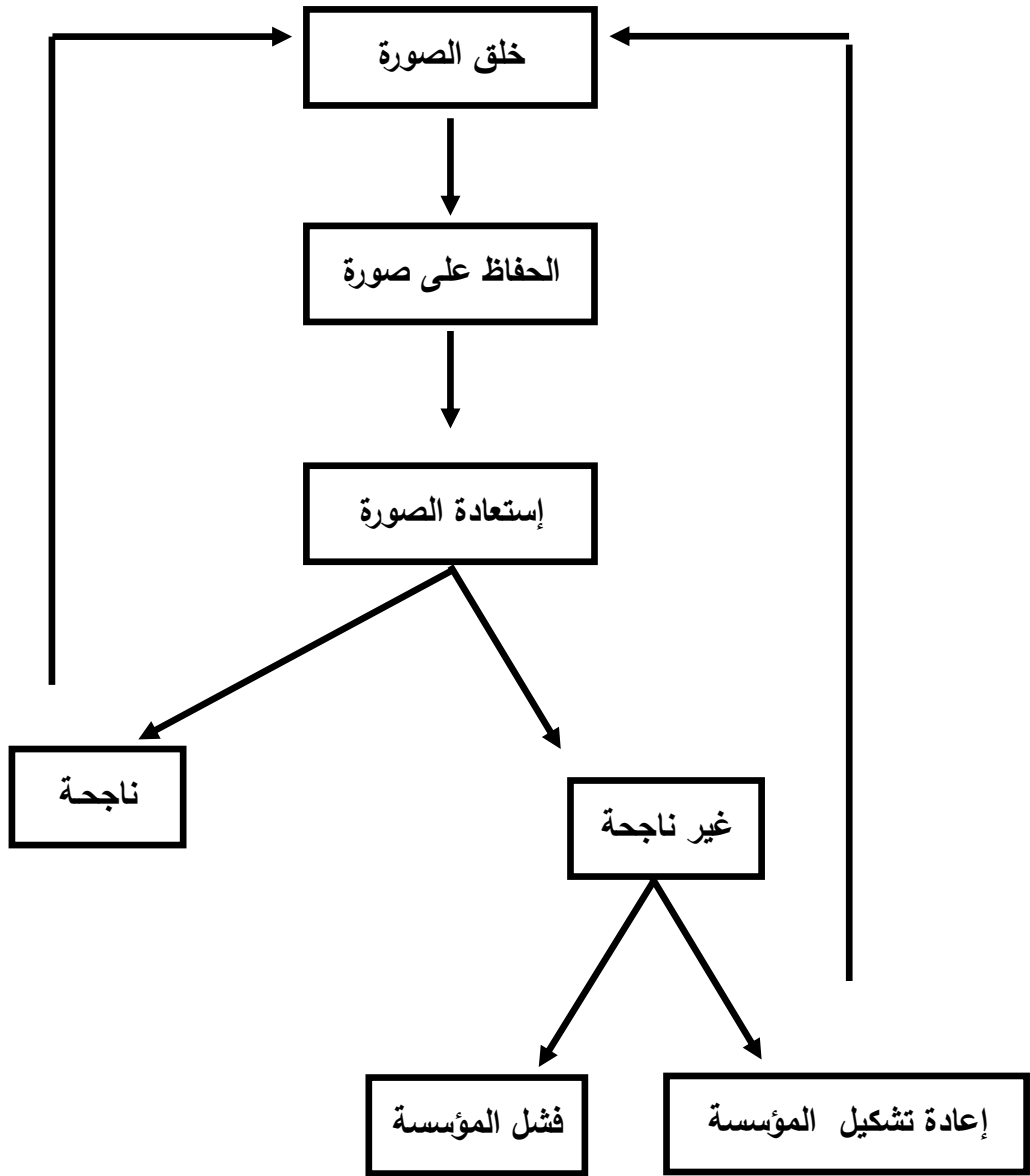 خلق الصورة
الحفاظ على صورة
إستعادة الصورة
ناجحة
غير ناجحة
إعادة تشكيل المؤسسة
فشل المؤسسة